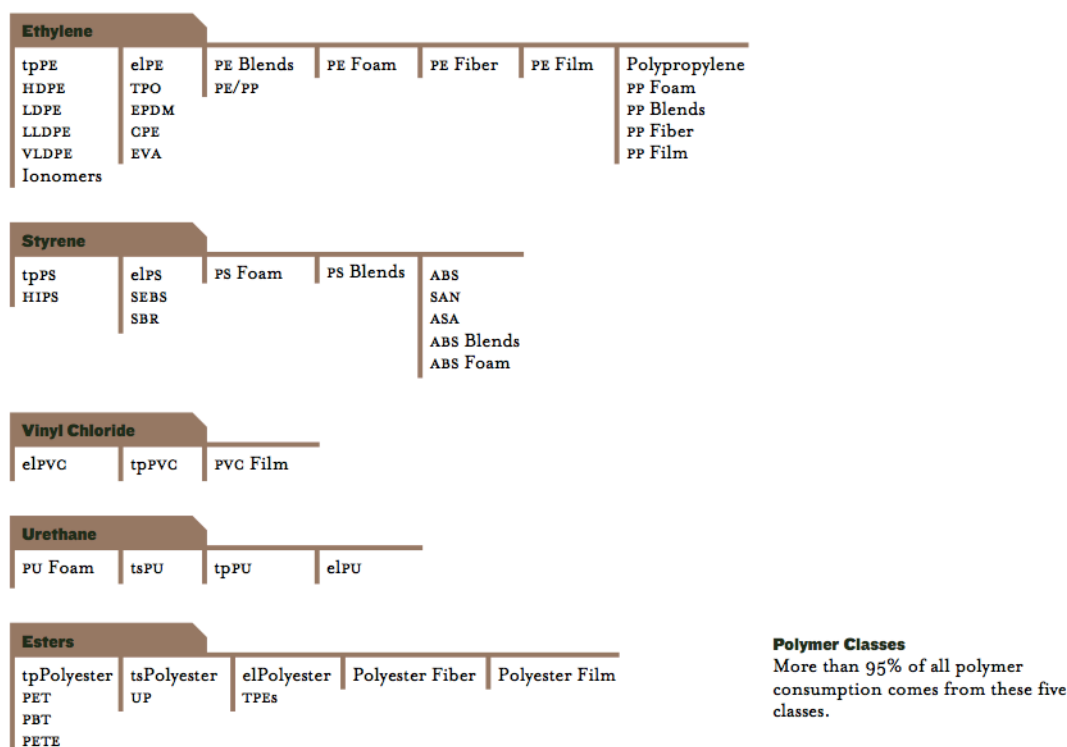 Ethylene
tpPE
HDPE
LDPE
LLDPE
VLDPE
Ionomers
elPE
TPO
EPDM
CPE
EVA
PE Blends
PE/PP
PE Foam
PE Fiber
PE Film
Polypropylene
PP Foam
PP Blends
PP Fiber
PP Film
Styrene
tpPS
HIPS
elPS
SEBS
SBR
PS Foam
PS Blends
ABS
SAN
ASA
ABS Blends
ABS Foam
Vinyl Chloride
elPVC
tpPVC
PVC Film
Urethane
PU Foam
tsPU
tpPU
elPU
Esters
tpPolyester
PET
PBT
PETE
tsPolyester
UP
elPolyester
TPEs
Polyester Fiber
Polyester Film
Polymer Classes
More than 95% of all polymer
consumption comes from these five
classes.